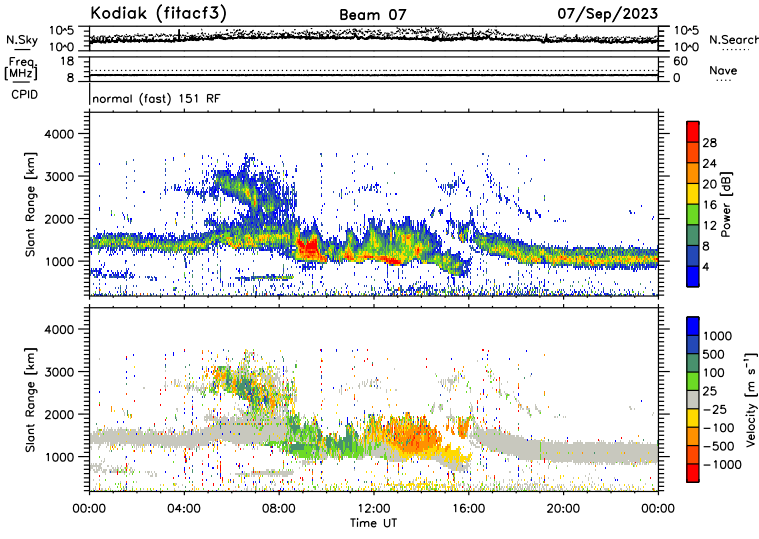 Kodiak (fitacf3)
Beam 07
07/Sep/2023
N.Sky
10^5
10^0
10^5
10^0
N.Search
Freq.
[MHz]
18
8
60
0
Nave
CPID
normal (fast) 151 RF
Slant Range [km]
4000
3000
2000
1000
28
24
20
16
12
8
4
Power [dB]
Slant Range [km]
4000
3000
2000
1000
1000
500
100
25
−25
−100
−500
−1000
Velocity [m s⁻¹]
00:00
04:00
08:00
12:00
16:00
20:00
00:00
Time UT